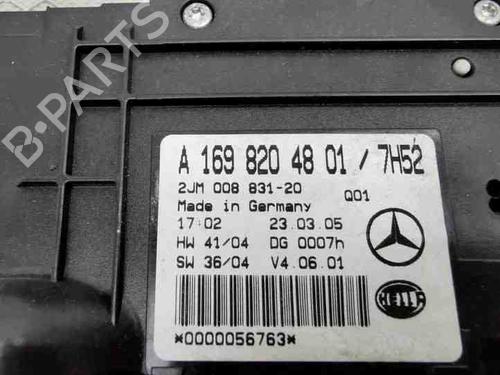 B-PARTS
A 169 820 48 01 / 7H52
2JM 008 831-20 Q01
Made in Germany
17:02 23.03.05
HW 41/04 DG 0007h
SW 36/04 V4.06.01
HELLA
*0000056763*